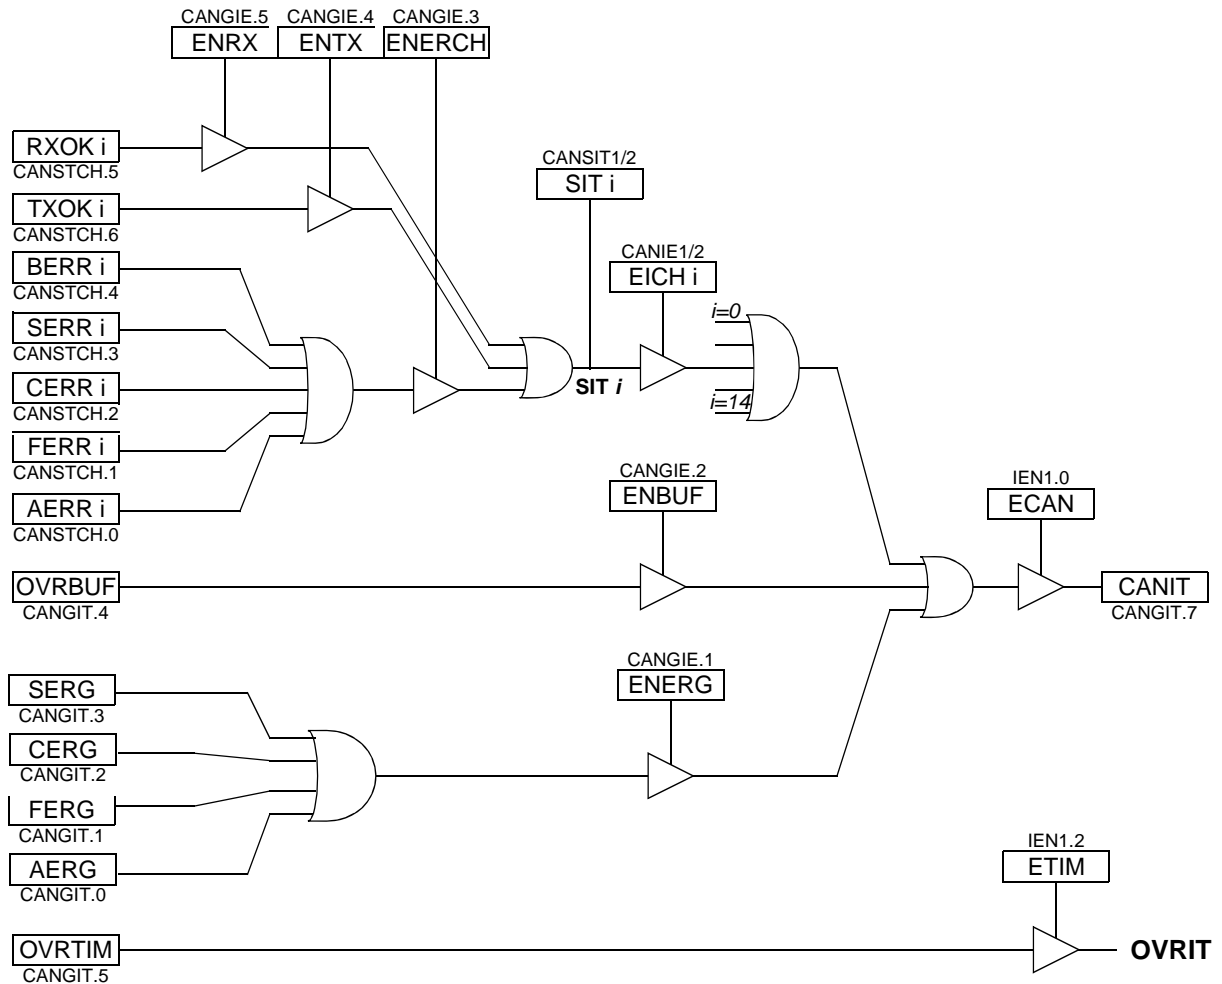 CANGIE.5 CANGIE.4 CANGIE.3
ENRX ENTX ENERCH
RXOK i
CANSTCH.5
TXOK i
CANSTCH.6
BERR i
CANSTCH.4
SERR i
CANSTCH.3
CERR i
CANSTCH.2
FERR i
CANSTCH.1
AERR i
CANSTCH.0
CANSIT1/2
SIT i
SIT i
CANIE1/2
EICH i
i=0
i=14
OVRBUF
CANGIT.4
CANGIE.2
ENBUF
IEN1.0
ECAN
CANIT
CANGIT.7
SERG
CANGIT.3
CERG
CANGIT.2
FERG
CANGIT.1
AERG
CANGIT.0
CANGIE.1
ENERG
IEN1.2
ETIM
OVRTIM
CANGIT.5
OVRIT